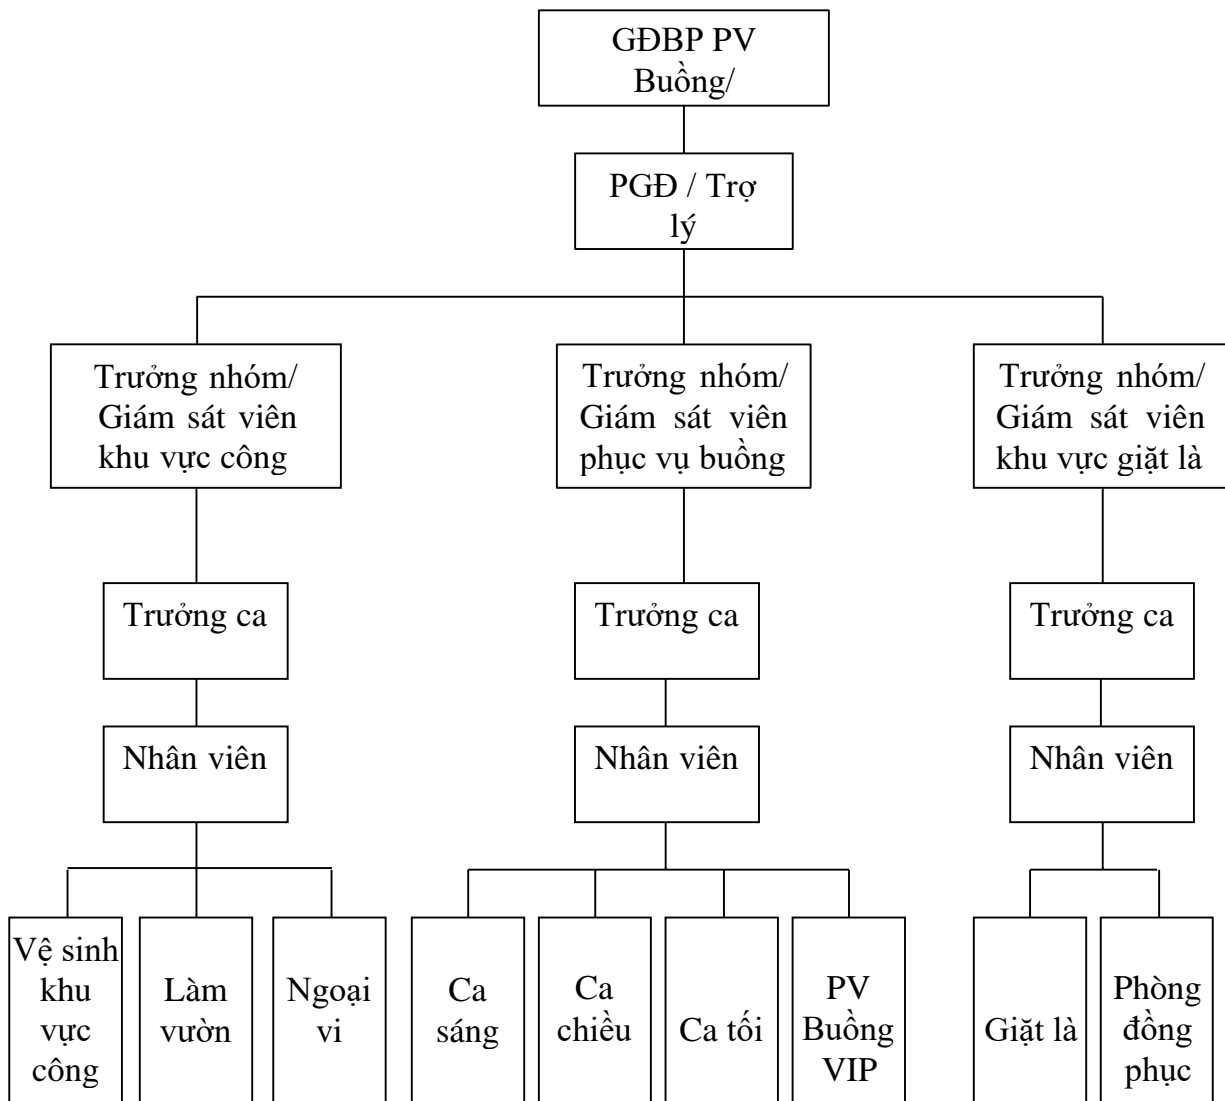 GĐBP PV
Buồng/
PGĐ / Trợ
lý
Trưởng nhóm/
Giám sát viên
khu vực công
Trưởng nhóm/
Giám sát viên
phục vụ buồng
Trưởng nhóm/
Giám sát viên
khu vực giặt là
Trưởng ca
Trưởng ca
Trưởng ca
Nhân viên
Nhân viên
Nhân viên
Vệ sinh
khu
vực
công
Làm
vườn
Ngoại
vi
Ca
sáng
Ca
chiều
Ca tối
PV
Buồng
VIP
Giặt là
Phòng
đồng
phục